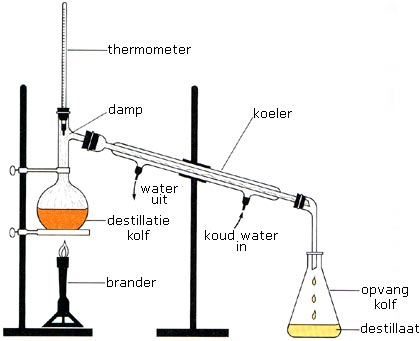 thermometer
damp
koeler
water
uit
destillatie
kolf
koud water
in
brander
opvang
kolf
destillaat